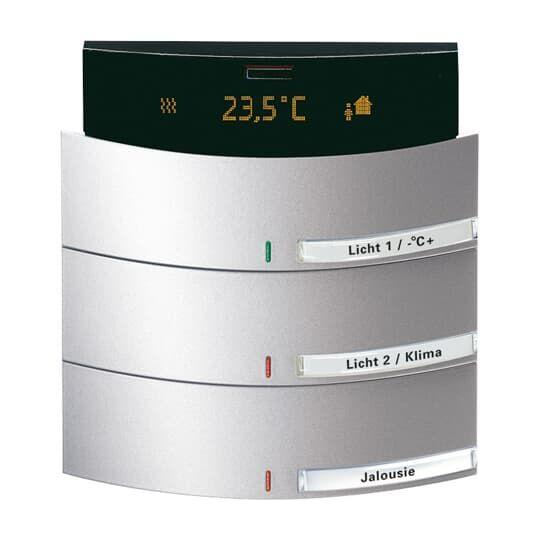 23,5°C
Licht 1 / -°C+
Licht 2 / Klima
Jalousie